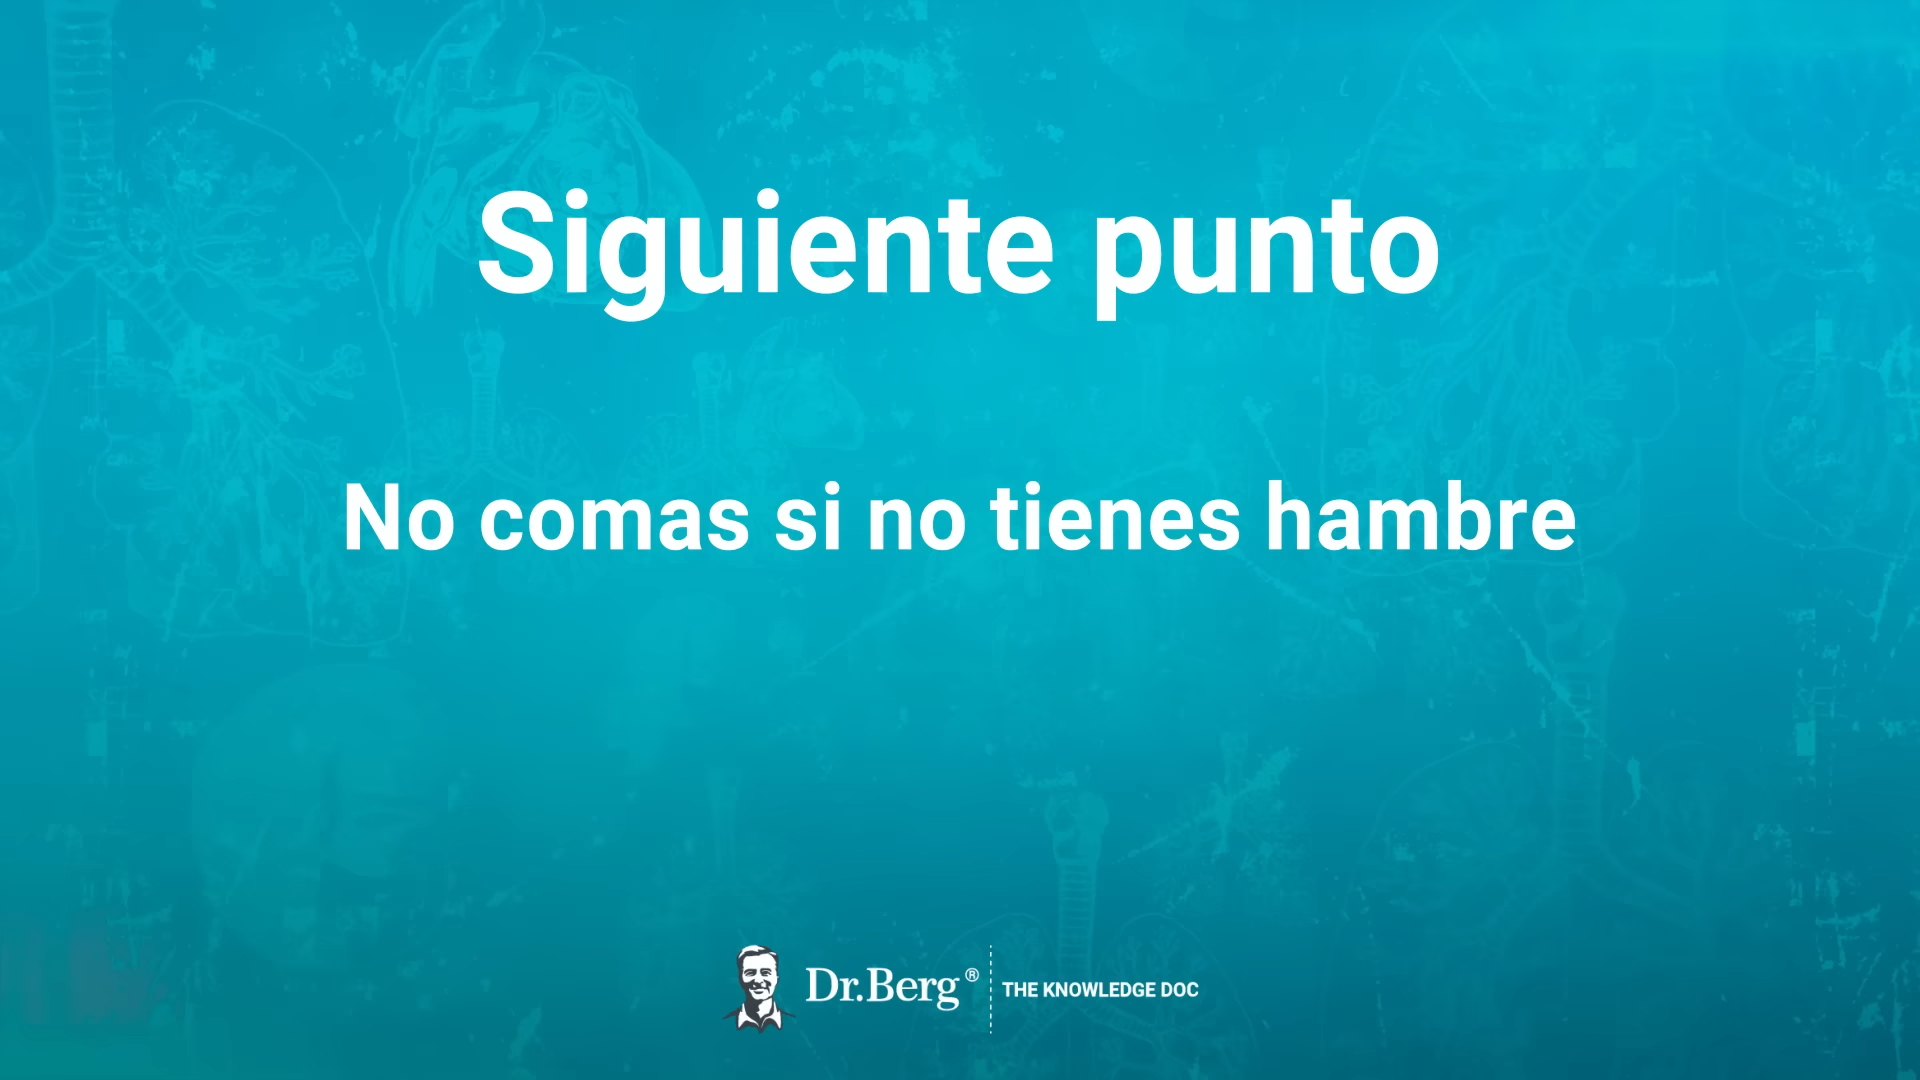 Siguiente punto
No comas si no tienes hambre
Dr.Berg® THE KNOWLEDGE DOC